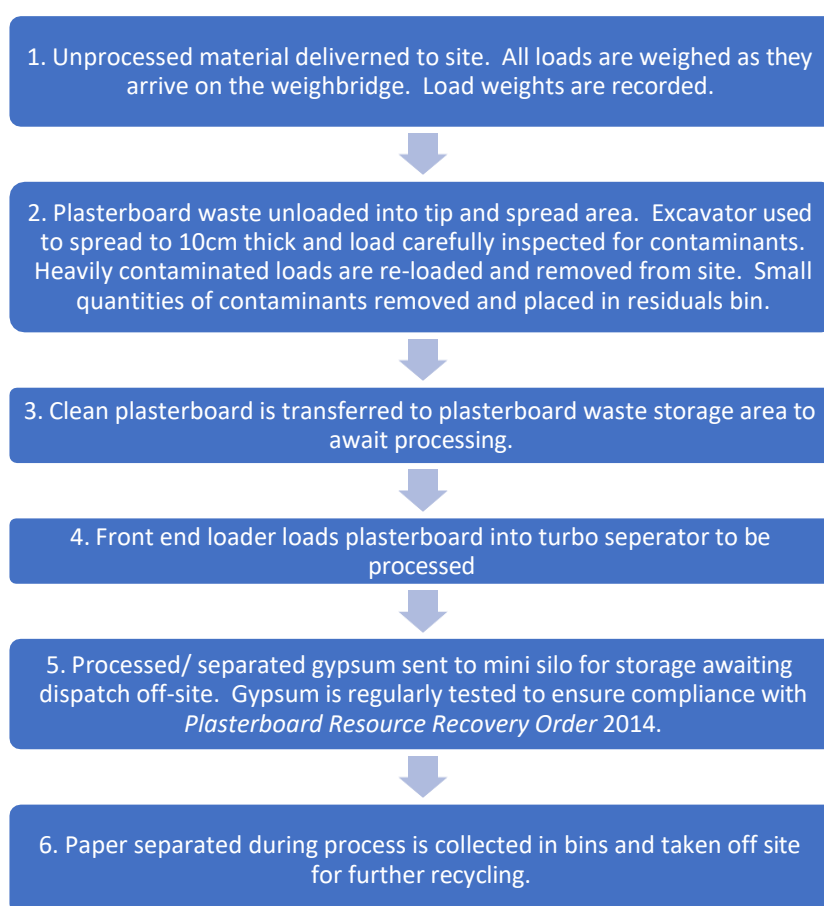 1. Unprocessed material deliverned to site.  All loads are weighed as they
arrive on the weighbridge.  Load weights are recorded.
2. Plasterboard waste unloaded into tip and spread area.  Excavator used
to spread to 10cm thick and load carefully inspected for contaminants.
Heavily contaminated loads are re-loaded and removed from site.  Small
quantities of contaminants removed and placed in residuals bin.
3. Clean plasterboard is transferred to plasterboard waste storage area to
await processing.
4. Front end loader loads plasterboard into turbo seperator to be
processed
5. Processed/ separated gypsum sent to mini silo for storage awaiting
dispatch off-site.  Gypsum is regularly tested to ensure compliance with
Plasterboard Resource Recovery Order 2014.
6. Paper separated during process is collected in bins and taken off site
for further recycling.